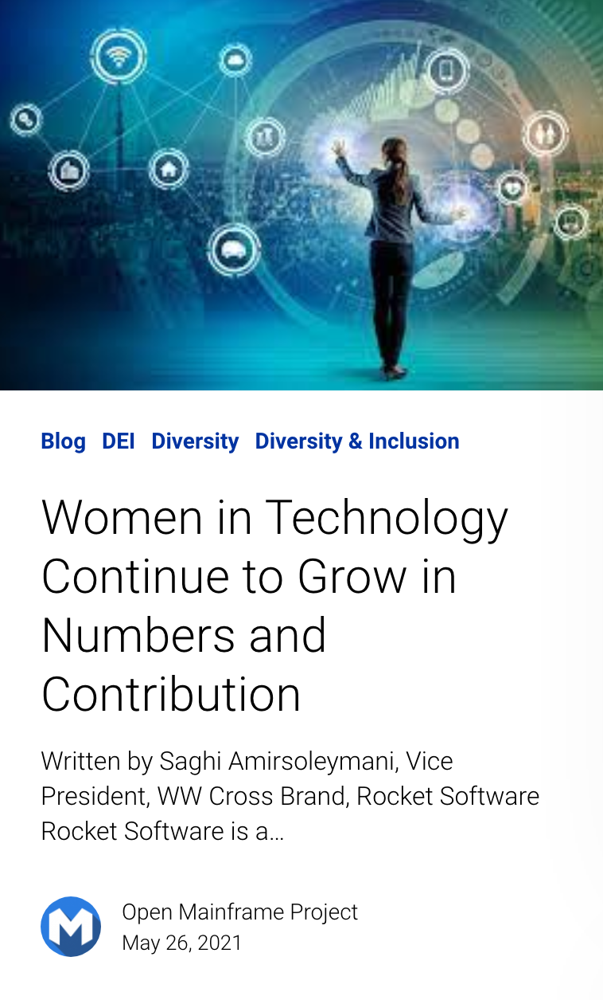 Blog DEI Diversity Diversity & Inclusion
Women in Technology
Continue to Grow in
Numbers and
Contribution
Written by Saghi Amirsoleymani, Vice
President, WW Cross Brand, Rocket Software
Rocket Software is a…
Open Mainframe Project
May 26, 2021